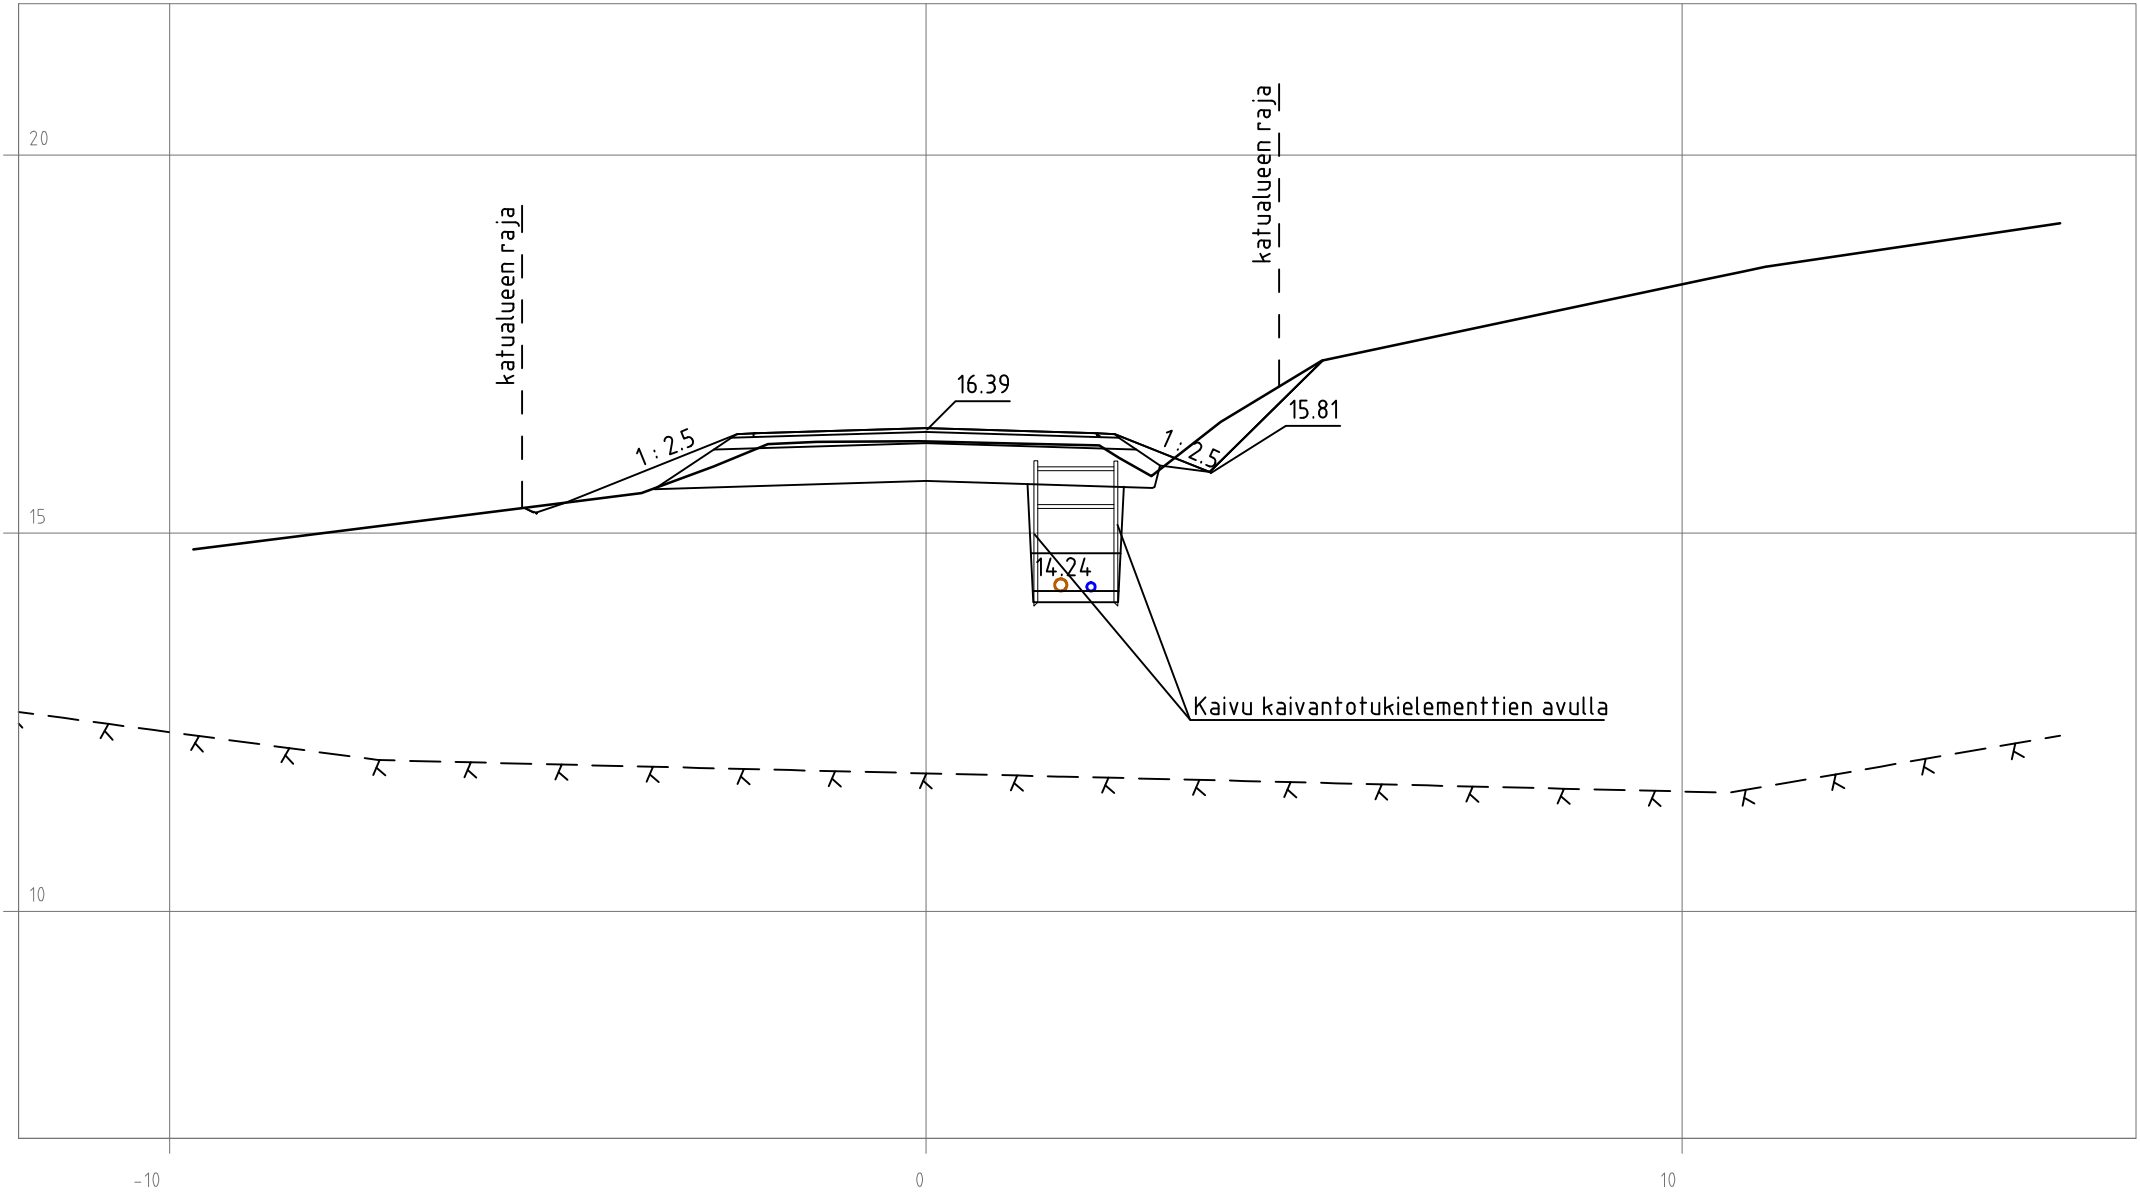 20
katualueen raja
katualueen raja
16.39
15.81
1 : 2.5
1 : 2.5
15
14.24
Kaivu kaivantotukielementtien avulla
10
-10
0
10